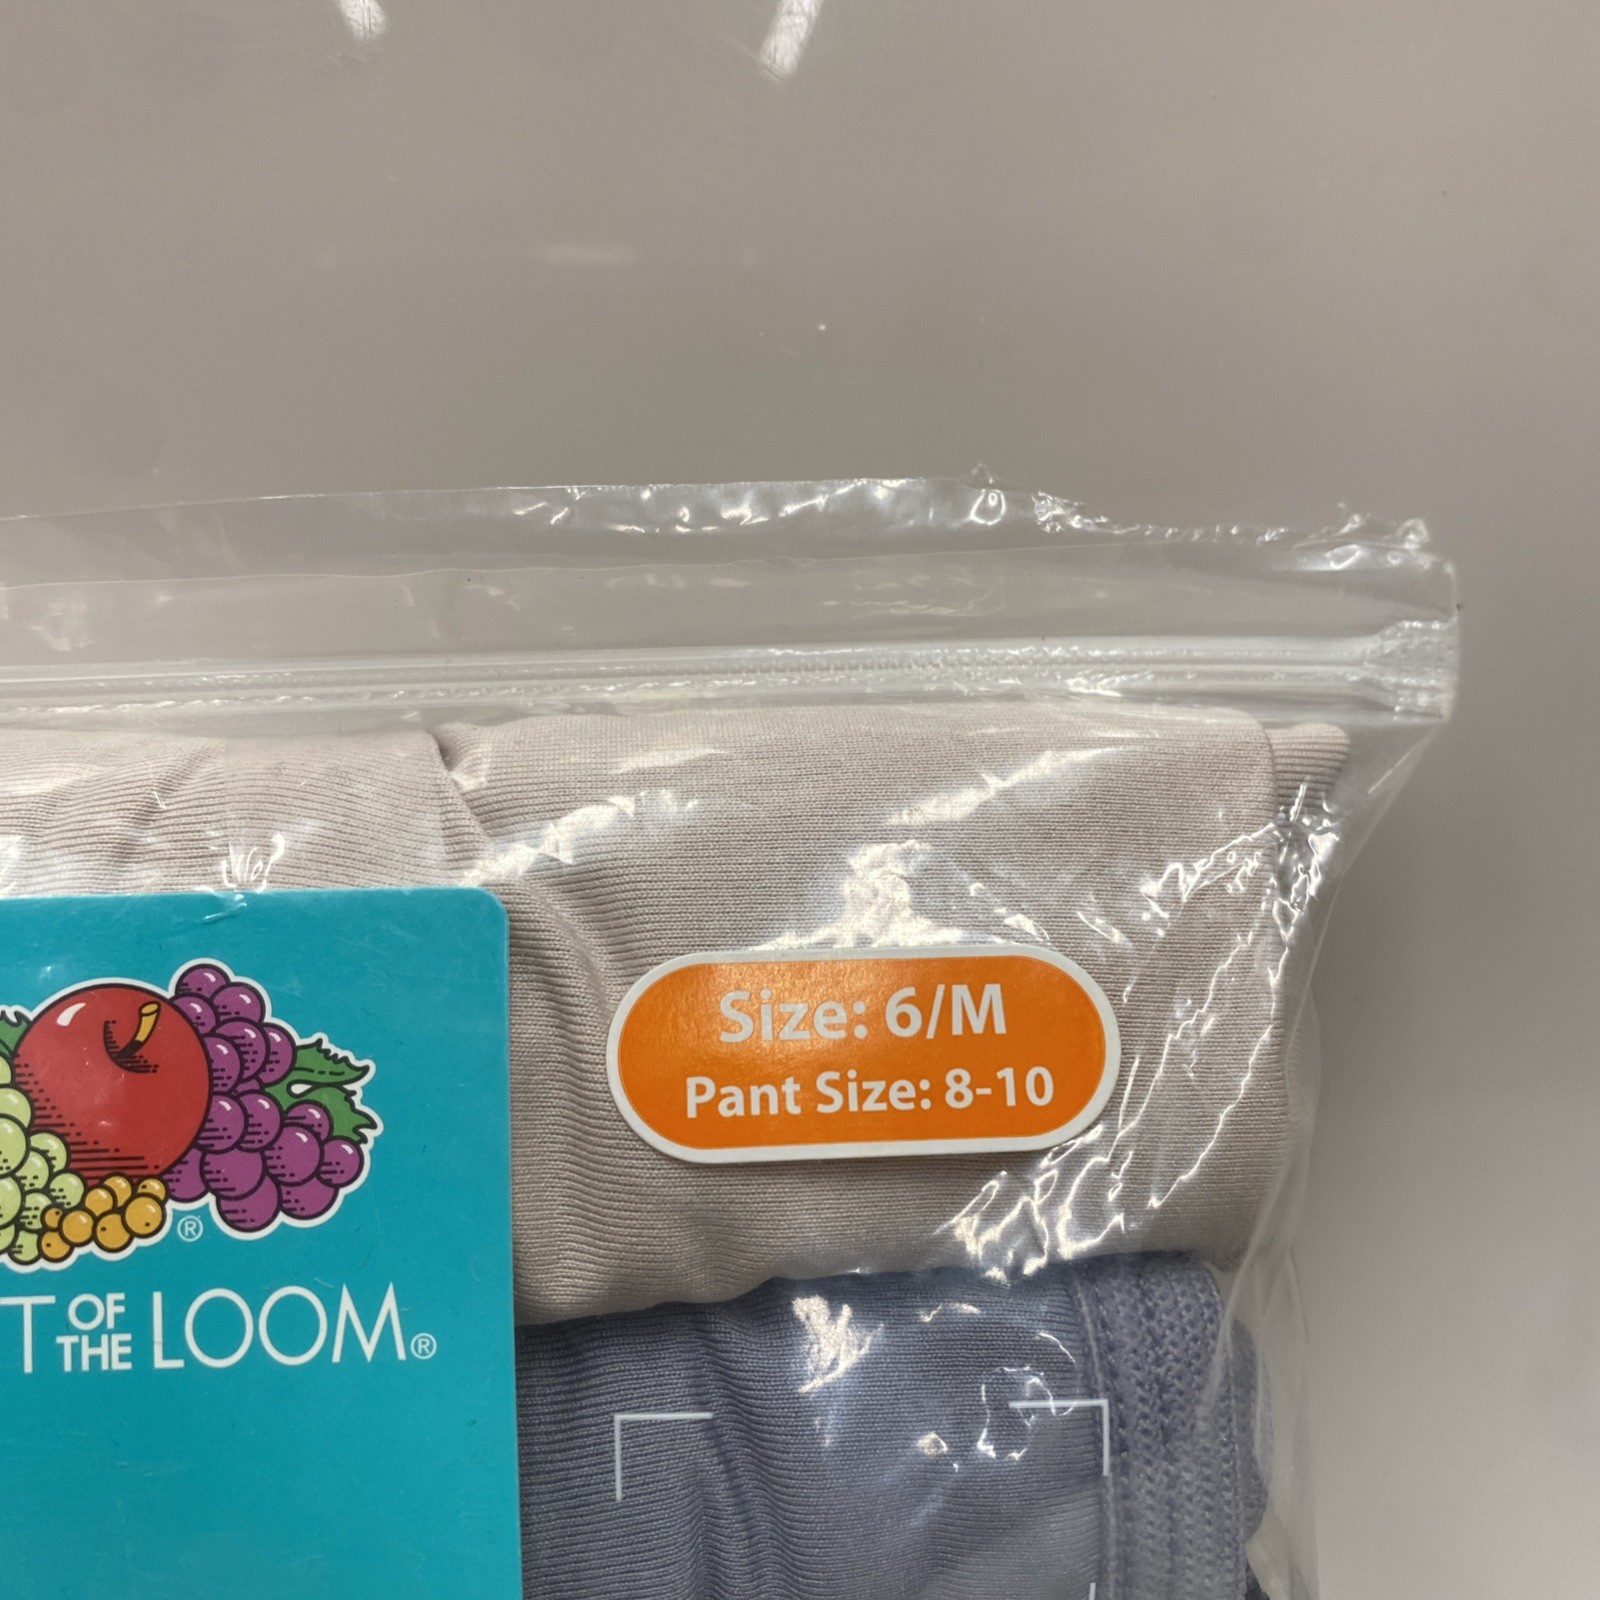 Size: 6/M
Pant Size: 8-10
®
T OF THE LOOM®